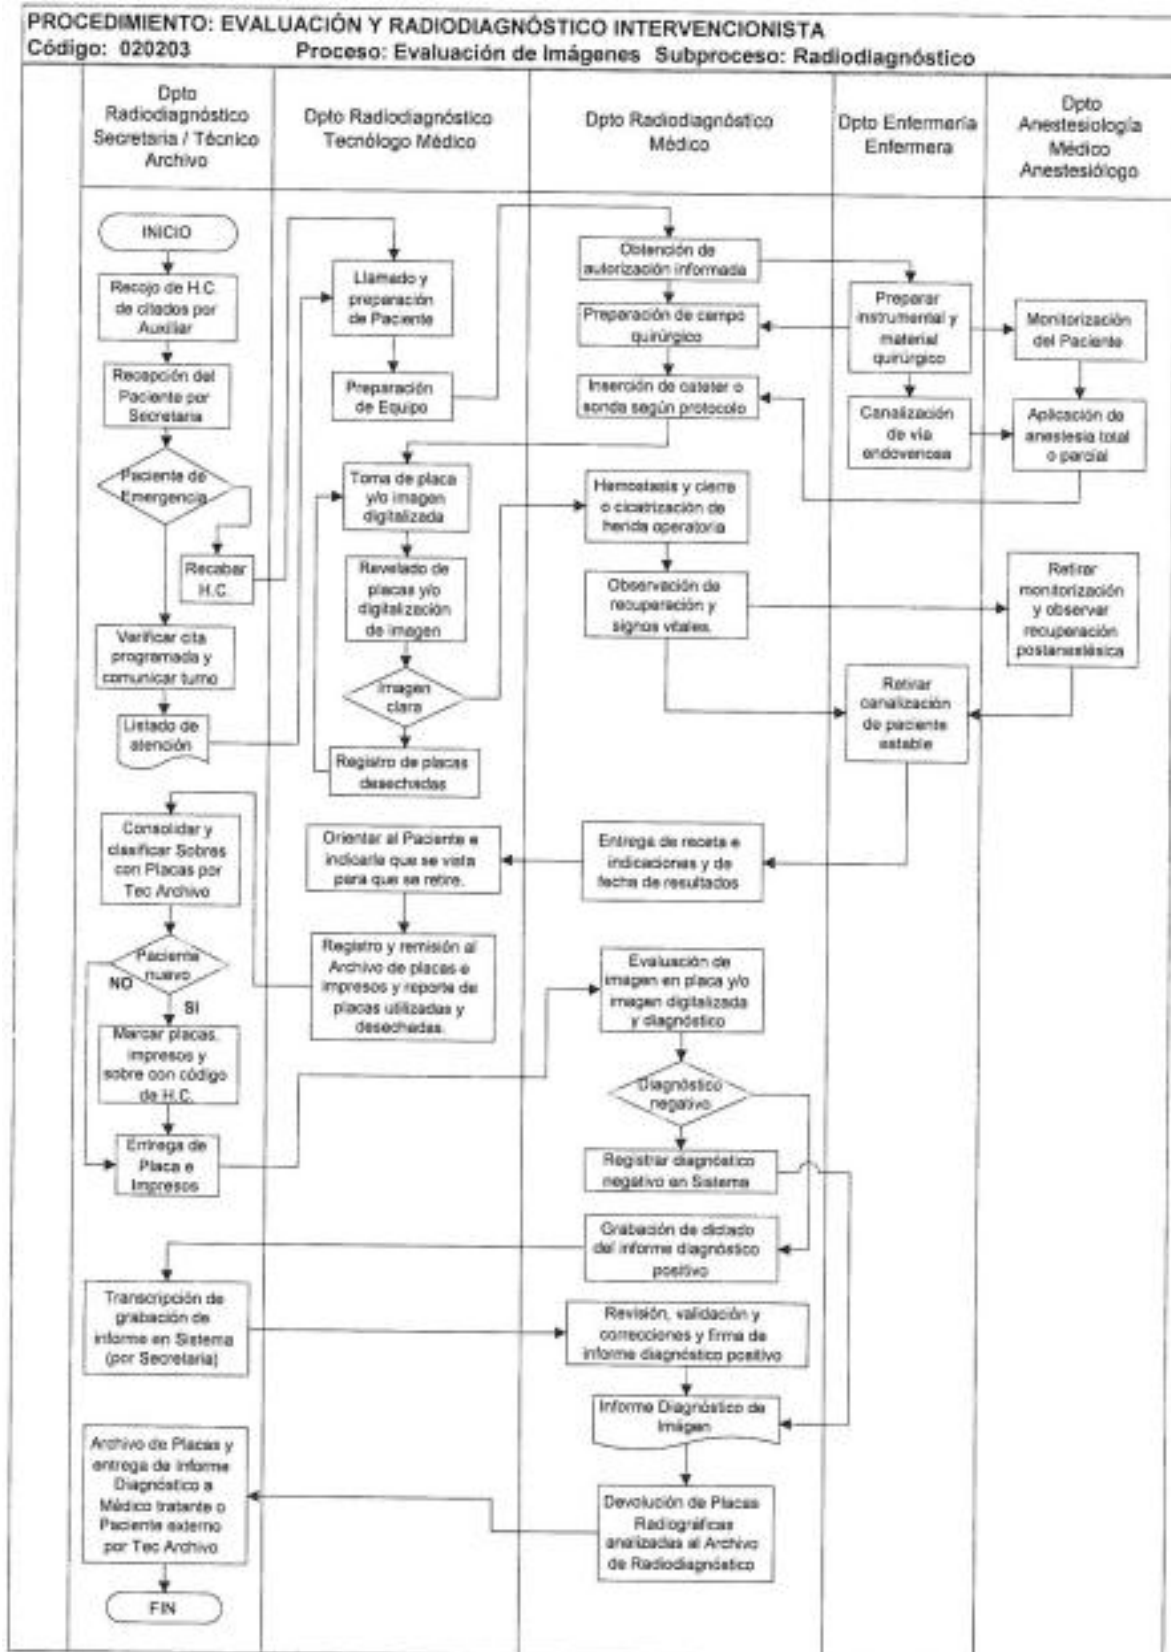 PROCEDIMIENTO: EVALUACIÓN Y RADIODIAGNÓSTICO INTERVENCIONISTA
Código: 020203 Proceso: Evaluación de Imágenes Subproceso: Radiodiagnóstico
Dpto
Radiodiagnóstico
Secretaria / Técnico
Archivo
Dpto Radiodiagnóstico
Tecnólogo Médico
Dpto Radiodiagnóstico
Médico
Dpto Enfermería
Enfermera
Dpto
Anestesiología
Médico
Anestesiólogo
INICIO
Recojo de H.C.
de citados por
Auxiliar
Recepción del
Paciente por
Secretaria
Paciente de
Emergencia
Recabar
H.C.
Verificar cita
programada y
comunicar turno
Listado de
atención
Llamado y
preparación
de Paciente
Preparación
de Equipo
Toma de placa
y/o imagen
digitalizada
Revelado de
placas y/o
digitalización
de imagen
Imagen
clara
Registro de placas
desechadas
Obtención de
autorización informada
Preparación de campo
quirúrgico
Inserción de cateter o
sonda según protocolo
Hemostasis y cierre
o cicatrización de
herida operatoria
Observación de
recuperación y
signos vitales.
Preparar
instrumental y
material
quirúrgico
Canalización
de vía
endovenosa
Monitorización
del Paciente
Aplicación de
anestesia total
o parcial
Retirar
monitorización
y observar
recuperación
postanestésica
Retirar
canalización
de paciente
estable
Consolidar y
clasificar Sobres
con Placas por
Tec Archivo
Orientar al Paciente e
indicarle que se vista
para que se retire.
Entrega de receta e
indicaciones y de
fecha de resultados
Paciente
nuevo
NO
SI
Registro y remisión al
Archivo de placas e
impresos y reporte de
placas utilizadas y
desechadas.
Evaluación de
imagen en placa y/o
imagen digitalizada
y diagnóstico
Marcar placas,
impresos y
sobre con código
de H.C.
Diagnóstico
negativo
Entrega de
Placa e
Impresos
Registrar diagnóstico
negativo en Sistema
Grabación de dictado
del informe diagnóstico
positivo
Transcripción de
grabación de
informe en Sistema
(por Secretaria)
Revisión, validación y
correcciones y firma de
informe diagnóstico positivo
Informe Diagnóstico de
Imágen
Archivo de Placas y
entrega de Informe
Diagnóstico a
Médico tratante o
Paciente externo
por Tec Archivo
Devolución de Placas
Radiográficas
analizadas al Archivo
de Radiodiagnóstico
FIN